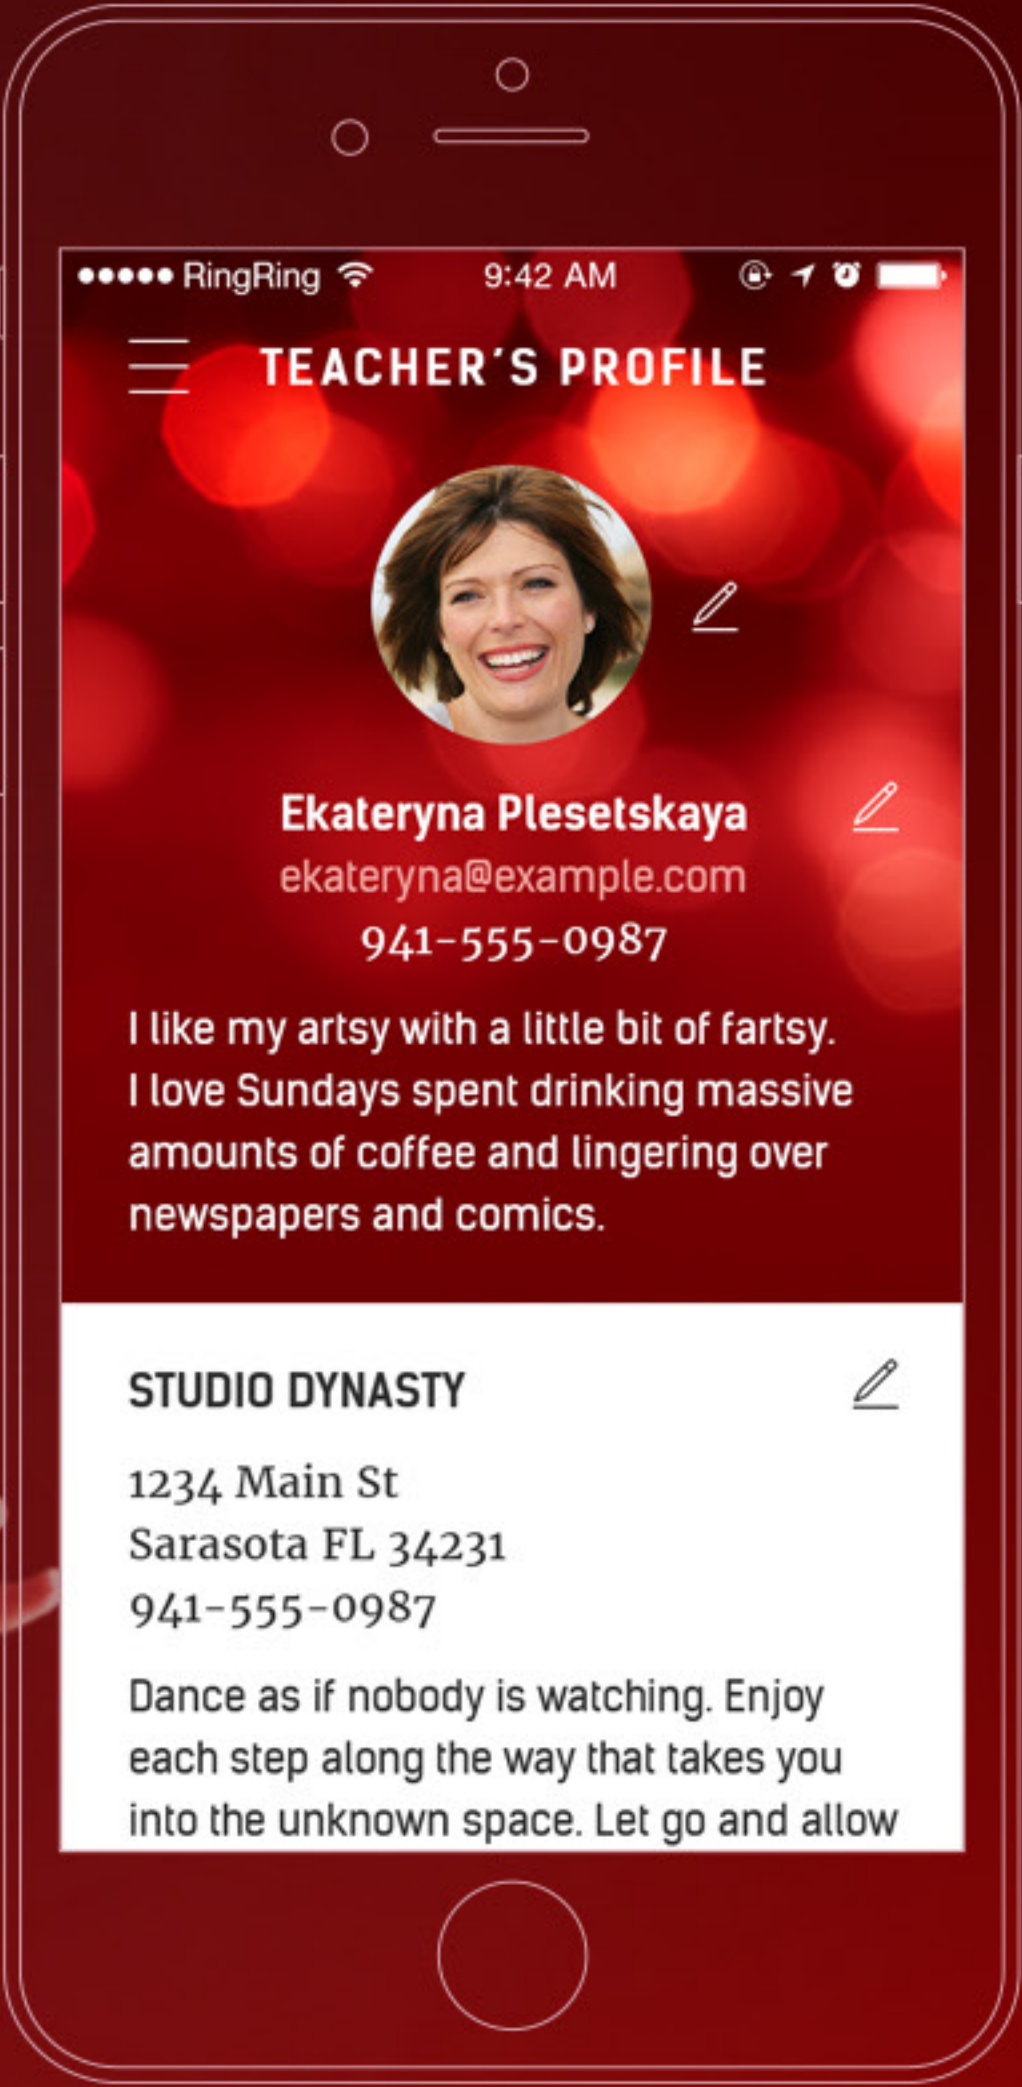 RingRing 9:42 AM
TEACHER'S PROFILE
Ekateryna Plesetskaya
ekateryna@example.com
941-555-0987
I like my artsy with a little bit of fartsy.
I love Sundays spent drinking massive
amounts of coffee and lingering over
newspapers and comics.
STUDIO DYNASTY
1234 Main St
Sarasota FL 34231
941-555-0987
Dance as if nobody is watching. Enjoy
each step along the way that takes you
into the unknown space. Let go and allow